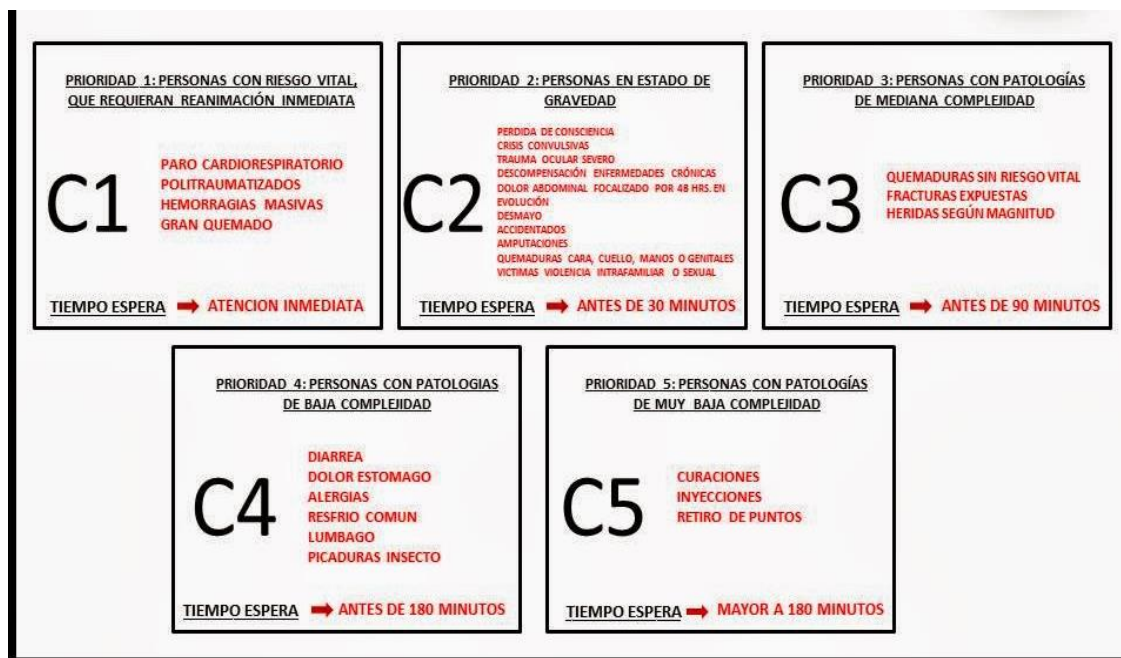 PRIORIDAD 1: PERSONAS CON RIESGO VITAL,
QUE REQUIERAN REANIMACIÓN INMEDIATA
C1
PARO CARDIORESPIRATORIO
POLITRAUMATIZADOS
HEMORRAGIAS MASIVAS
GRAN QUEMADO
TIEMPO ESPERA ATENCION INMEDIATA
PRIORIDAD 2: PERSONAS EN ESTADO DE
GRAVEDAD
C2
PERDIDA DE CONSCIENCIA
CRISIS CONVULSIVAS
TRAUMA OCULAR SEVERO
DESCOMPENSACIÓN ENFERMEDADES CRÓNICAS
DOLOR ABDOMINAL FOCALIZADO POR 48 HRS. EN
EVOLUCIÓN
DESMAYO
ACCIDENTADOS
AMPUTACIONES
QUEMADURAS CARA, CUELLO, MANOS O GENITALES
VICTIMAS VIOLENCIA INTRAFAMILIAR O SEXUAL
TIEMPO ESPERA ANTES DE 30 MINUTOS
PRIORIDAD 3: PERSONAS CON PATOLOGÍAS
DE MEDIANA COMPLEJIDAD
C3
QUEMADURAS SIN RIESGO VITAL
FRACTURAS EXPUESTAS
HERIDAS SEGÚN MAGNITUD
TIEMPO ESPERA ANTES DE 90 MINUTOS
PRIORIDAD 4: PERSONAS CON PATOLOGIAS
DE BAJA COMPLEJIDAD
C4
DIARREA
DOLOR ESTOMAGO
ALERGIAS
RESFRIO COMUN
LUMBAGO
PICADURAS INSECTO
TIEMPO ESPERA ANTES DE 180 MINUTOS
PRIORIDAD 5: PERSONAS CON PATOLOGÍAS
DE MUY BAJA COMPLEJIDAD
C5
CURACIONES
INYECCIONES
RETIRO DE PUNTOS
TIEMPO ESPERA MAYOR A 180 MINUTOS